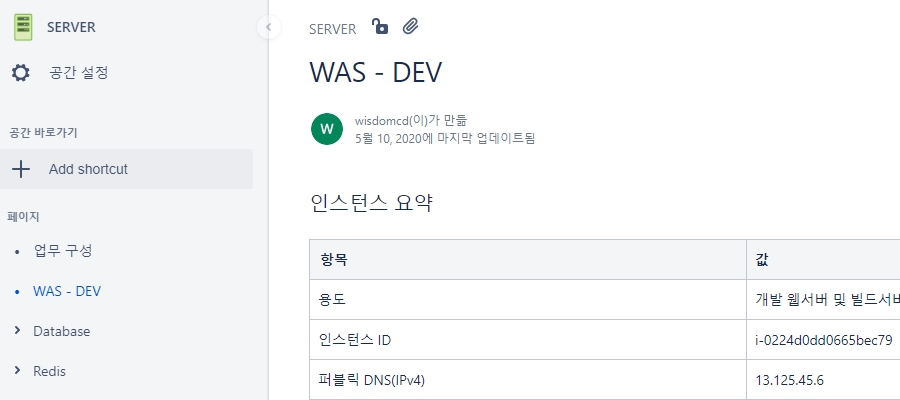 SERVER
공간 설정
공간 바로가기
Add shortcut
페이지
업무 구성
WAS - DEV
Database
Redis
SERVER
WAS - DEV
W
wisdomcd(이)가 만듦
5월 10, 2020에 마지막 업데이트됨
인스턴스 요약
항목 값
용도 개발 웹서버 및 빌드서버
인스턴스 ID i-0224d0dd0665bec79
퍼블릭 DNS(IPv4) 13.125.45.6